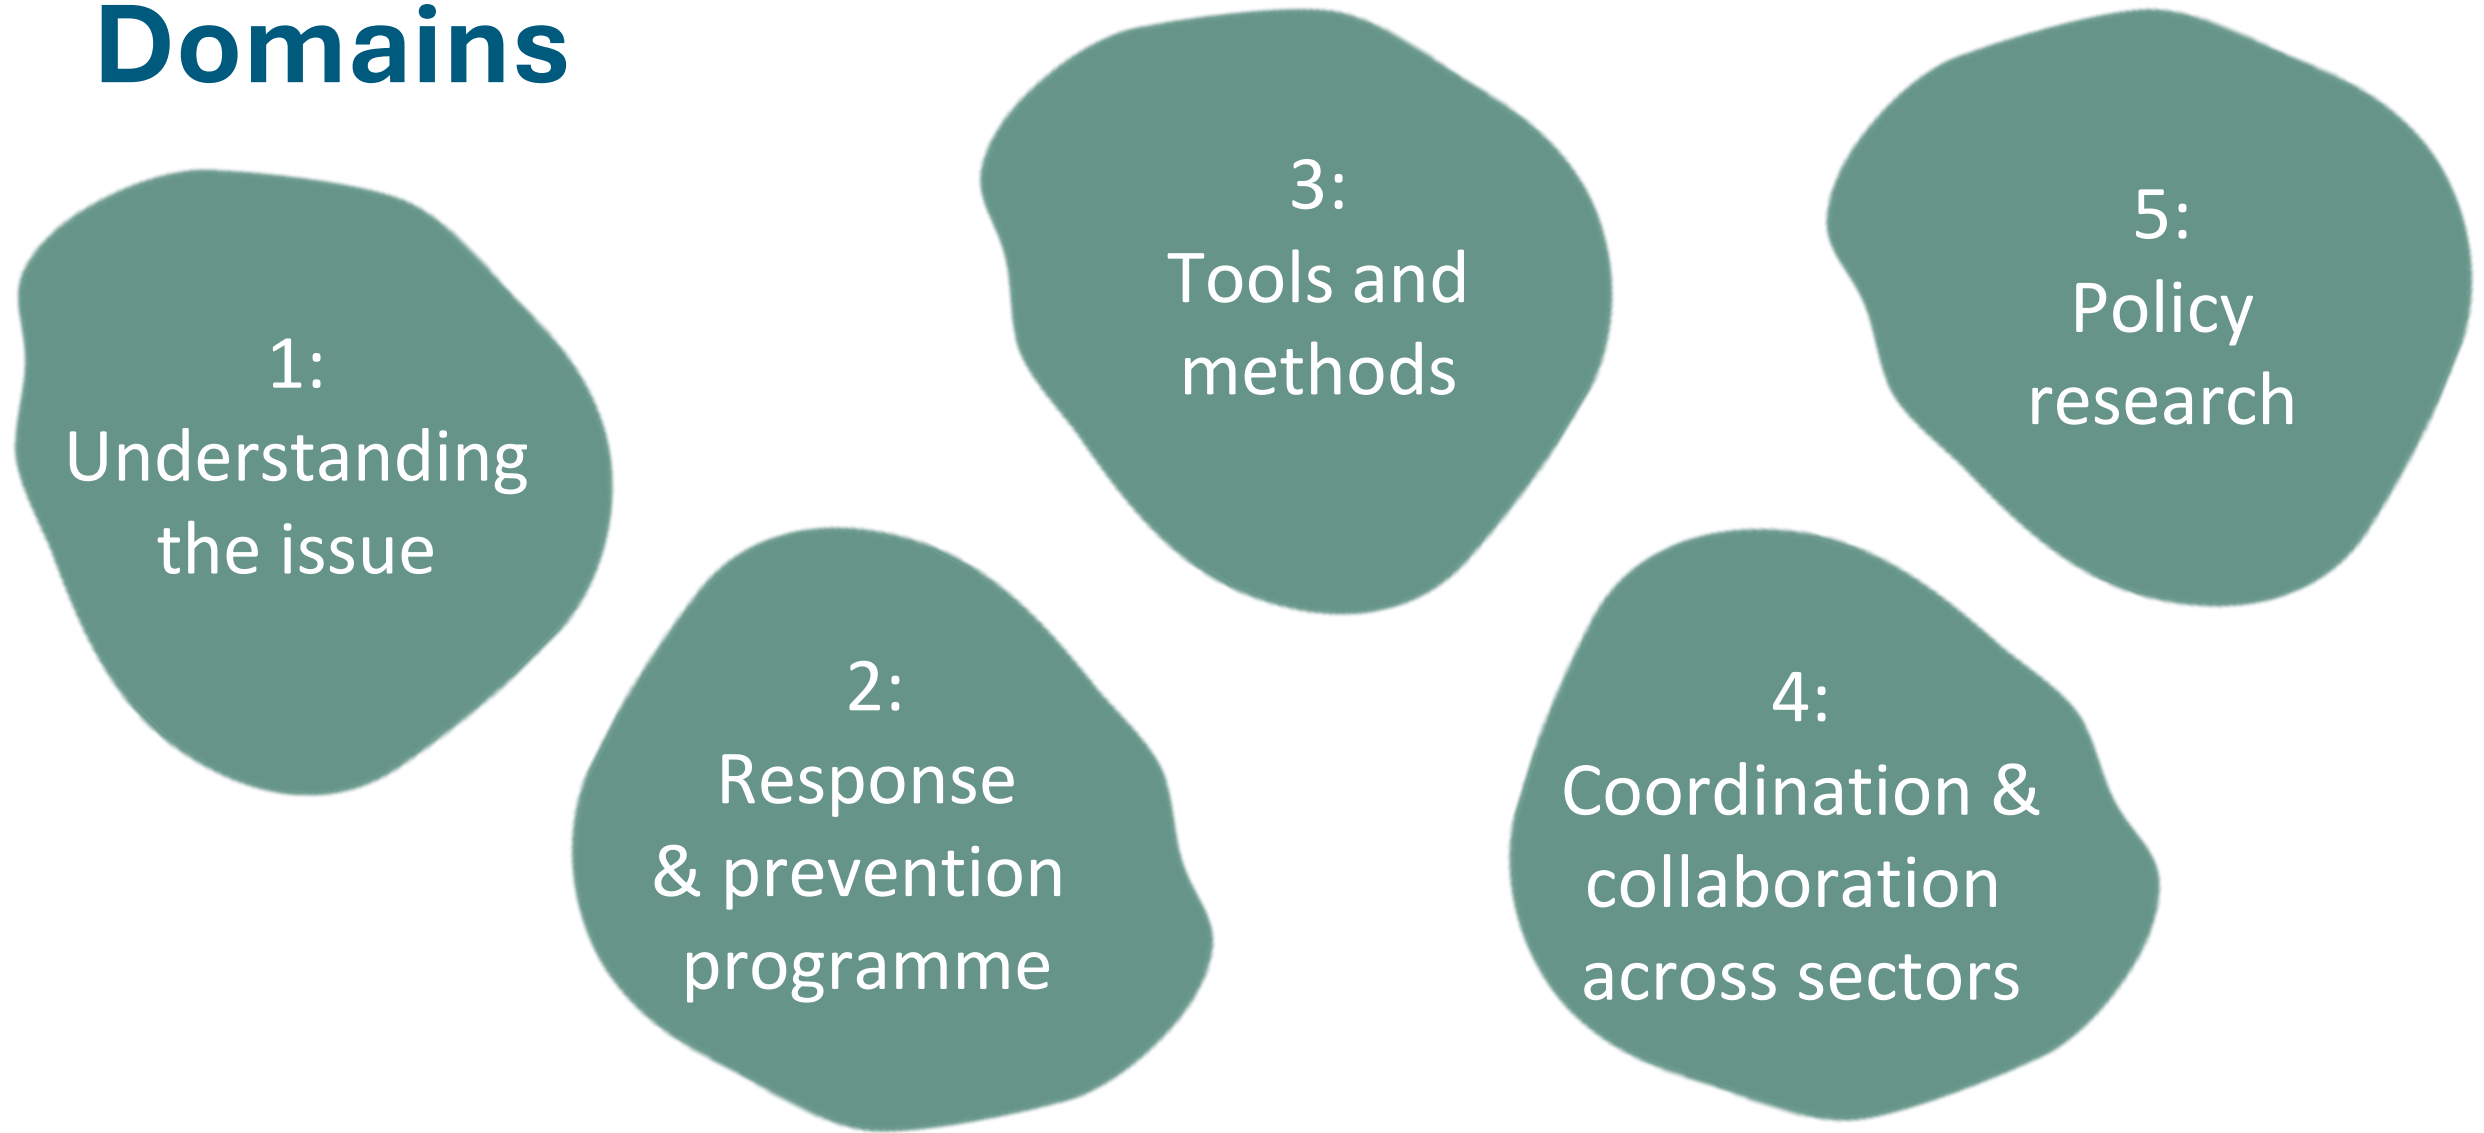 Domains
1:
Understanding
the issue
2:
Response
& prevention
programme
3:
Tools and
methods
4:
Coordination &
collaboration
across sectors
5:
Policy
research